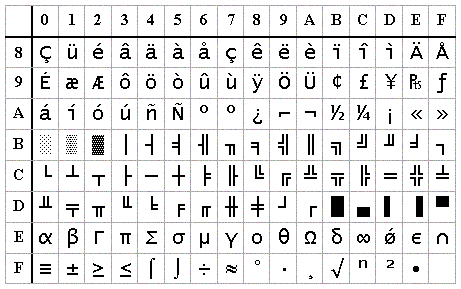 0 1 2 3 4 5 6 7 8 9 A B C D E F
8 Ç ü é â ä à å ç ê ë è ï î ì Ä Å
9 É æ Æ ô ö ò û ù ÿ Ö Ü ¢ £ ¥ ₧ ƒ
A á í ó ú ñ Ñ º º ¿ ⌐ ¬ ½ ¼ ¡ « »
B ░ ▒ ▓ │ ┤ ╡ ╢ ╖ ╕ ╣ ║ ╗ ╝ ╜ ╛ ┐
C └ ┴ ┬ ├ ─ ┼ ╞ ╟ ╚ ╔ ╩ ╦ ╠ ═ ╬ ╧
D ╨ ╤ ╥ ╙ ╘ ╒ ╓ ╫ ╪ ┘ ┌ █ ▄ ▌ ▐ ▀
E α β Γ π Σ σ μ γ ο θ Ω δ ∞ ǿ ϵ ∩
F ≡ ± ≥ ≤ ⌠ ⌡ ÷ ≈ ° · ¸ √ ⁿ ² •